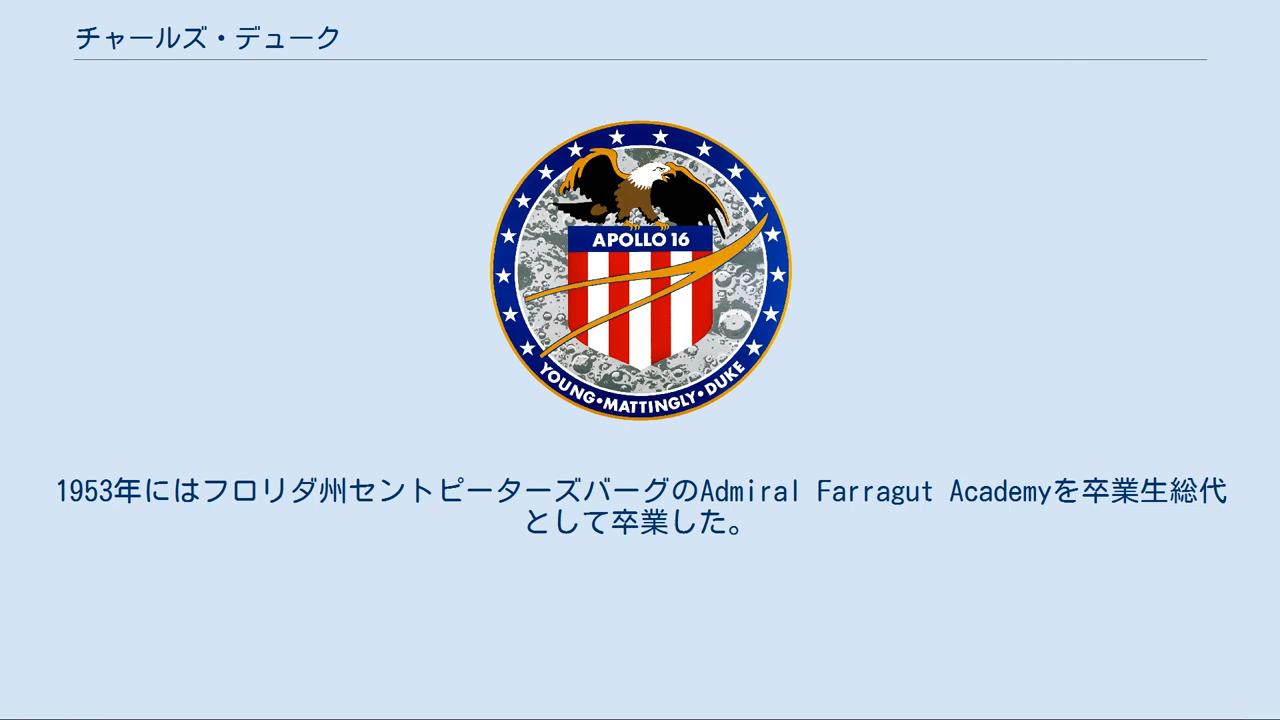 チャールズ・デューク
APOLLO 16
YOUNG•MATTINGLY•DUKE
1953年にはフロリダ州セントピーターズバーグのAdmiral Farragut Academyを卒業生総代
として卒業した。